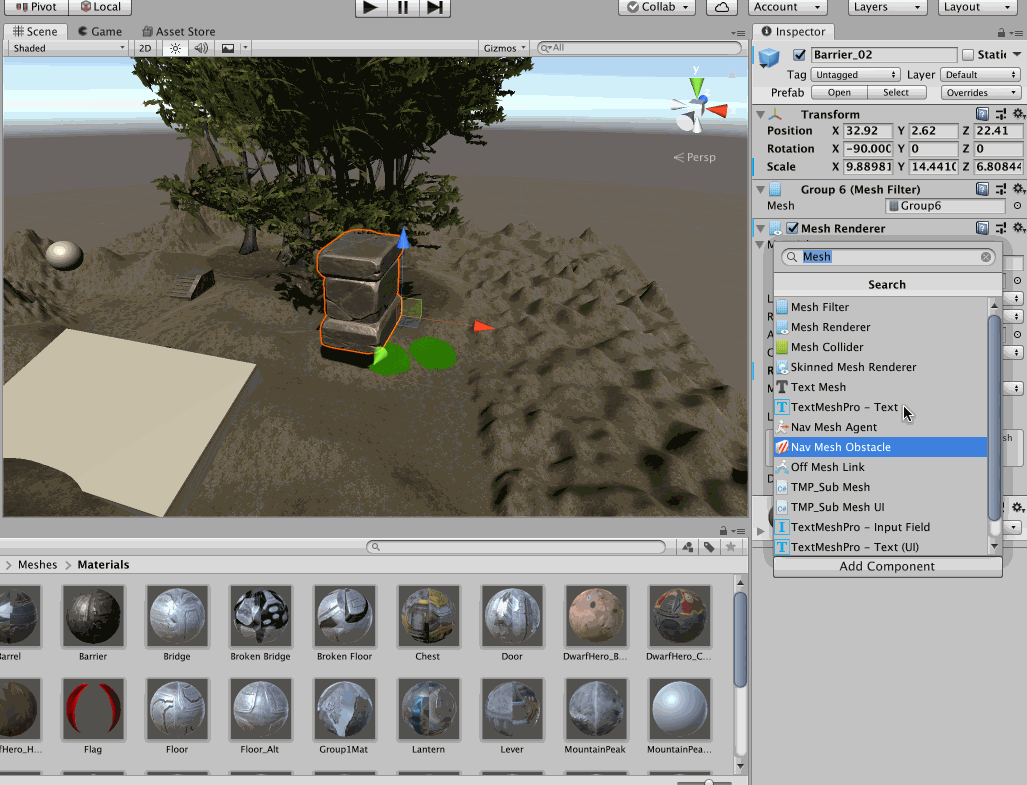 Pivot Local Collab Account Layers Layout
Scene Game Asset Store Inspector
Shaded 2D Gizmos All
Barrier_02 Static
Tag Untagged Layer Default
Prefab Open Select Overrides
Transform
Position X 32.92 Y 2.62 Z 22.41
Rotation X -90.000 Y 0 Z 0
Scale X 9.88981 Y 14.4410 Z 6.80844
Group 6 (Mesh Filter)
Mesh Group6
Mesh Renderer
y
Persp
Mesh
Search
Mesh Filter
Mesh Renderer
Mesh Collider
Skinned Mesh Renderer
Text Mesh
TextMeshPro - Text
Nav Mesh Agent
Nav Mesh Obstacle
Off Mesh Link
TMP_Sub Mesh
TMP_Sub Mesh UI
TextMeshPro - Input Field
TextMeshPro - Text (UI)
Add Component
Meshes Materials
arrel Barrier Bridge Broken Bridge Broken Floor Chest Door DwarfHero_B... DwarfHero_C...
fHero_H... Flag Floor Floor_Alt Group1Mat Lantern Lever MountainPeak MountainPea...